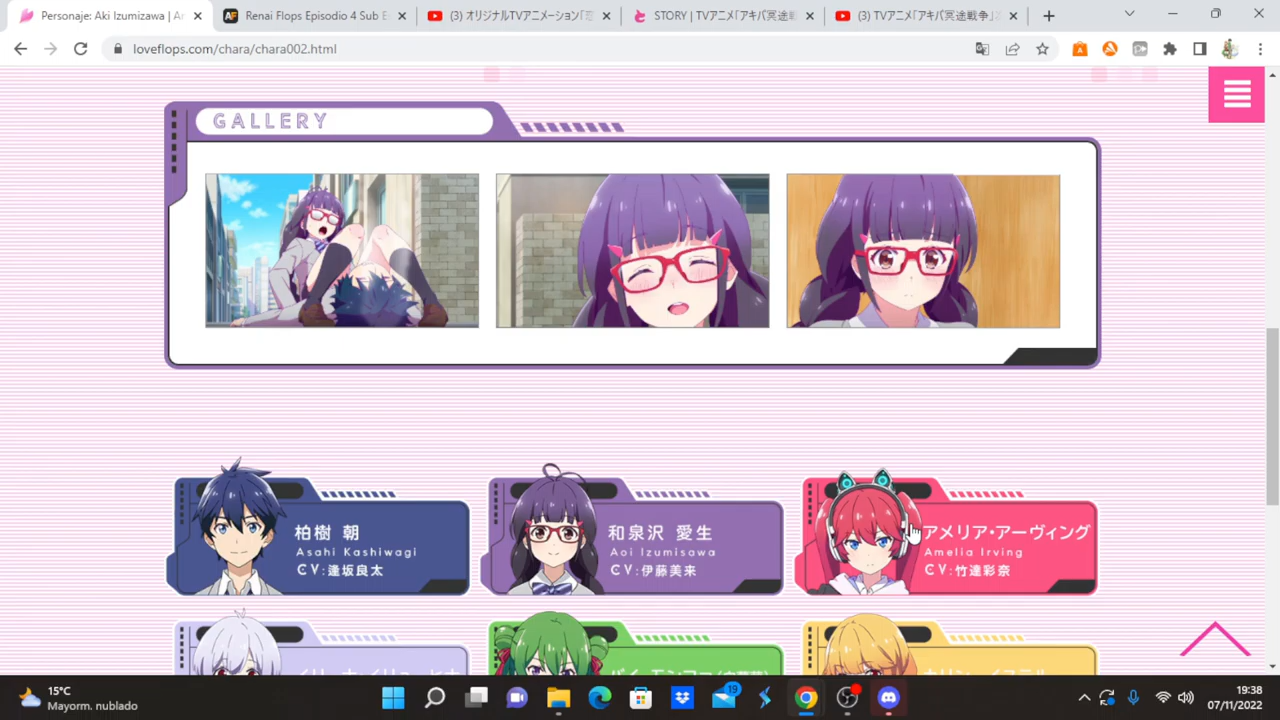 Personaje: Aki Izumizawa | A
Renai Flops Episodio 4 Sub E
(3) オリジナルTVアニメーション「恋
STORY | TVアニメ「アキバ冥途戦
(3) TVアニメ「アキバ冥途戦争」
loveflops.com/chara/chara002.html
GALLERY
柏樹 朝
Asahi Kashiwagi
CV:逢坂良太
和泉沢 愛生
Aoi Izumisawa
CV:伊藤美来
アメリア・アーヴィング
Amelia Irving
CV:竹達彩奈
15°C
Mayorm. nublado
19
19:38
07/11/2022